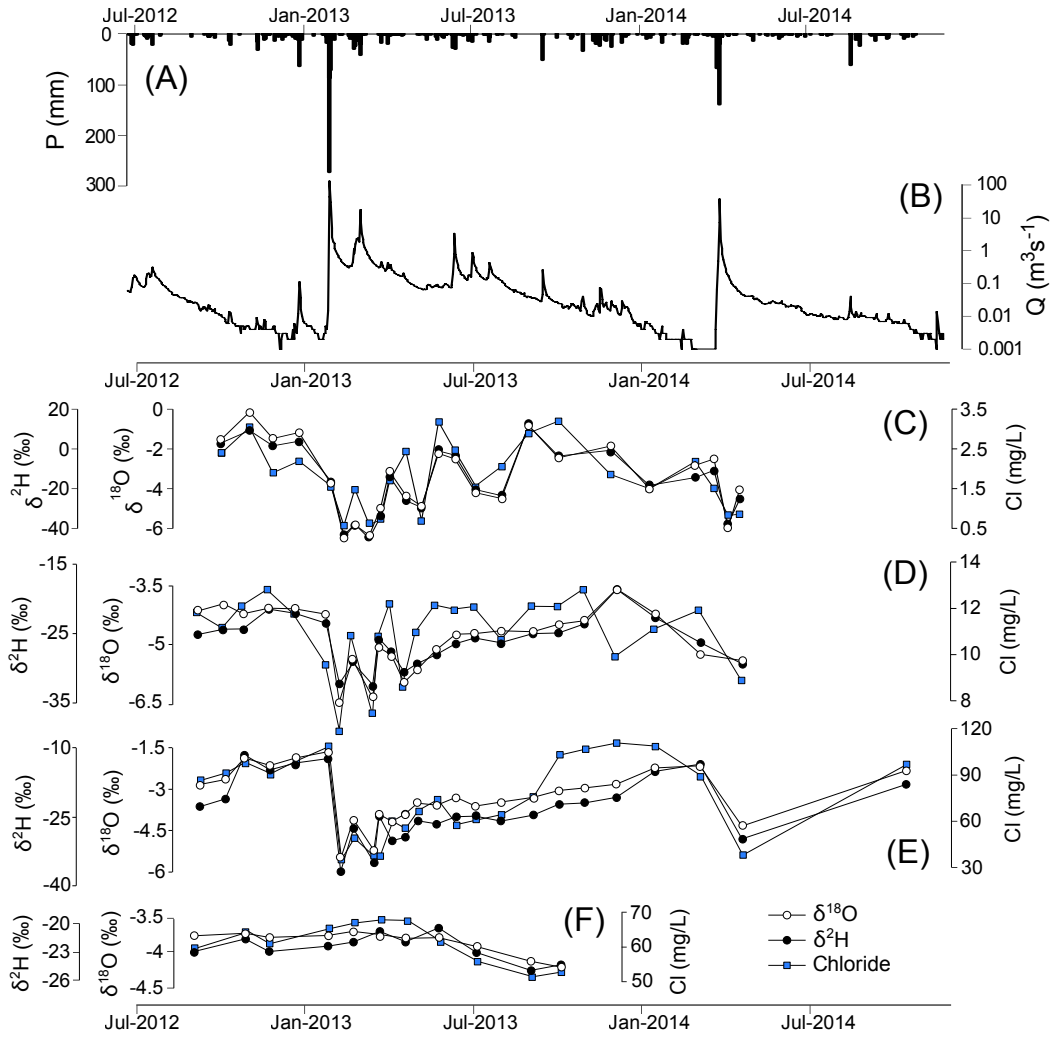 Jul-2012 Jan-2013 Jul-2013 Jan-2014 Jul-2014
0
100
200
300
P (mm)
(A)
(B)
100
10
1
0.1
0.01
0.001
Q (m³s⁻¹)
Jul-2012 Jan-2013 Jul-2013 Jan-2014 Jul-2014
20
0
-20
-40
δ²H (‰)
0
-2
-4
-6
δ¹⁸O (‰)
(C)
3.5
2.5
1.5
0.5
Cl (mg/L)
-15
-25
-35
δ²H (‰)
-3.5
-5
-6.5
δ¹⁸O (‰)
(D)
14
12
10
8
Cl (mg/L)
-10
-25
-40
δ²H (‰)
-1.5
-3
-4.5
-6
δ¹⁸O (‰)
(E)
120
90
60
30
Cl (mg/L)
-20
-23
-26
δ²H (‰)
-3.5
-4
-4.5
δ¹⁸O (‰)
(F)
70
60
50
Cl (mg/L)
δ¹⁸O
δ²H
Chloride
Jul-2012 Jan-2013 Jul-2013 Jan-2014 Jul-2014